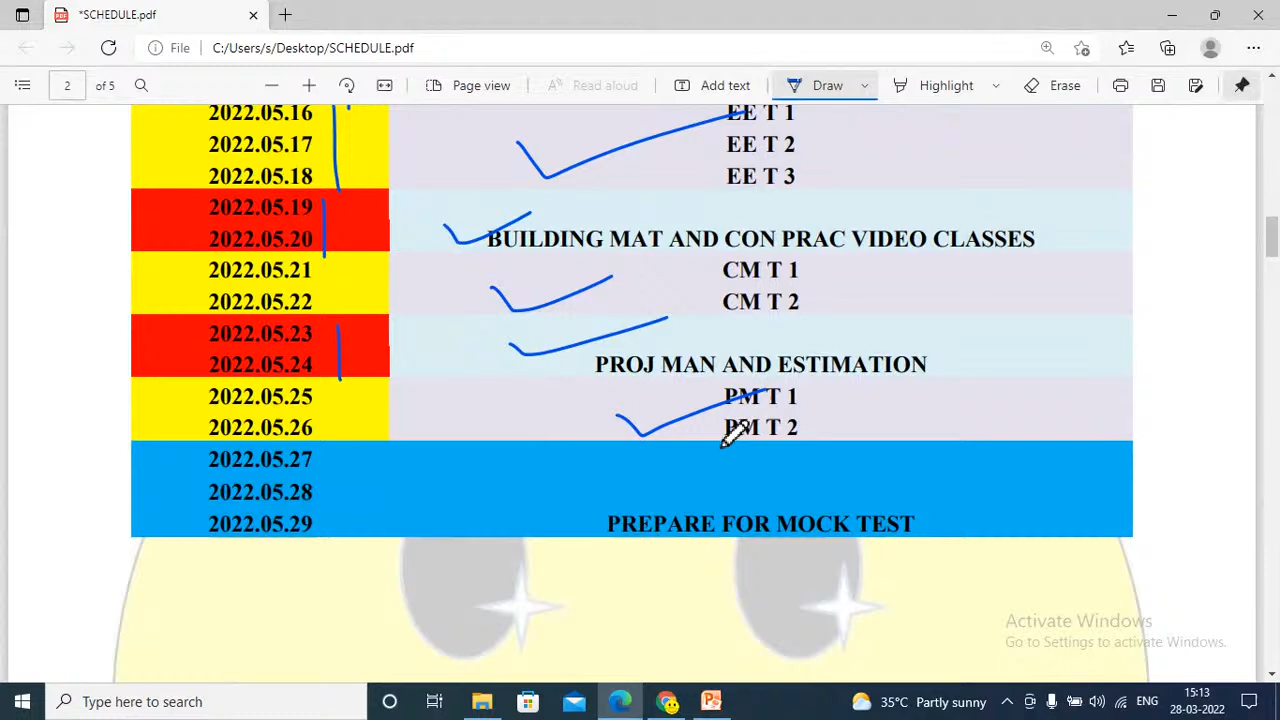 *SCHEDULE.pdf
File C:/Users/s/Desktop/SCHEDULE.pdf
2 of 5 Page view Read aloud Add text Draw Highlight Erase
2022.05.16 EE T 1
2022.05.17 EE T 2
2022.05.18 EE T 3
2022.05.19
2022.05.20 BUILDING MAT AND CON PRAC VIDEO CLASSES
2022.05.21 CM T 1
2022.05.22 CM T 2
2022.05.23
2022.05.24 PROJ MAN AND ESTIMATION
2022.05.25 PM T 1
2022.05.26 PM T 2
2022.05.27
2022.05.28
2022.05.29 PREPARE FOR MOCK TEST
Activate Windows
Go to Settings to activate Windows.
Type here to search 35°C Partly sunny ENG 15:13
28-03-2022